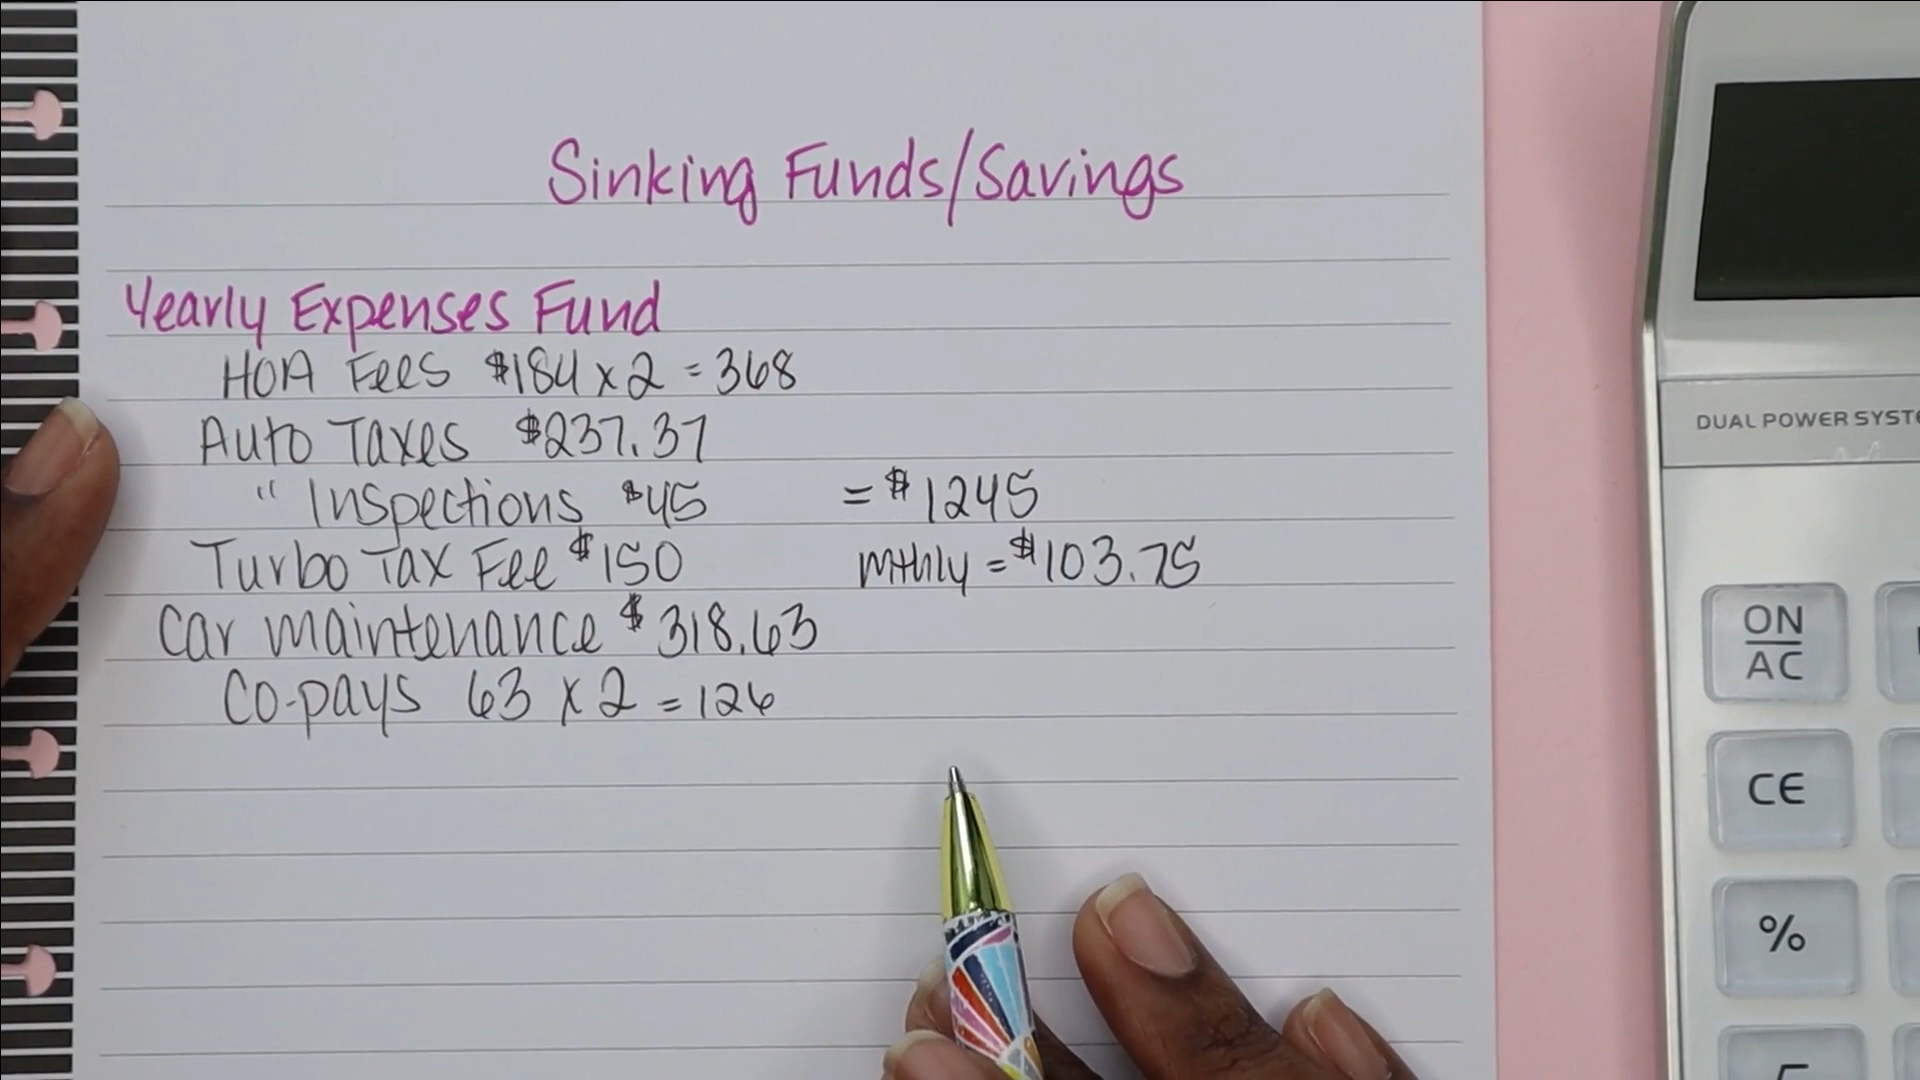 Sinking Funds/Savings
Yearly Expenses Fund
HOA Fees $184 x 2 = 368
Auto Taxes $237.37
" Inspections $45 = $1245
Turbo Tax Fee $150 mthly = $103.75
Car maintenance $318.63
Co-pays 63 x 2 = 126
DUAL POWER SYSTE
ON
AC
CE
%